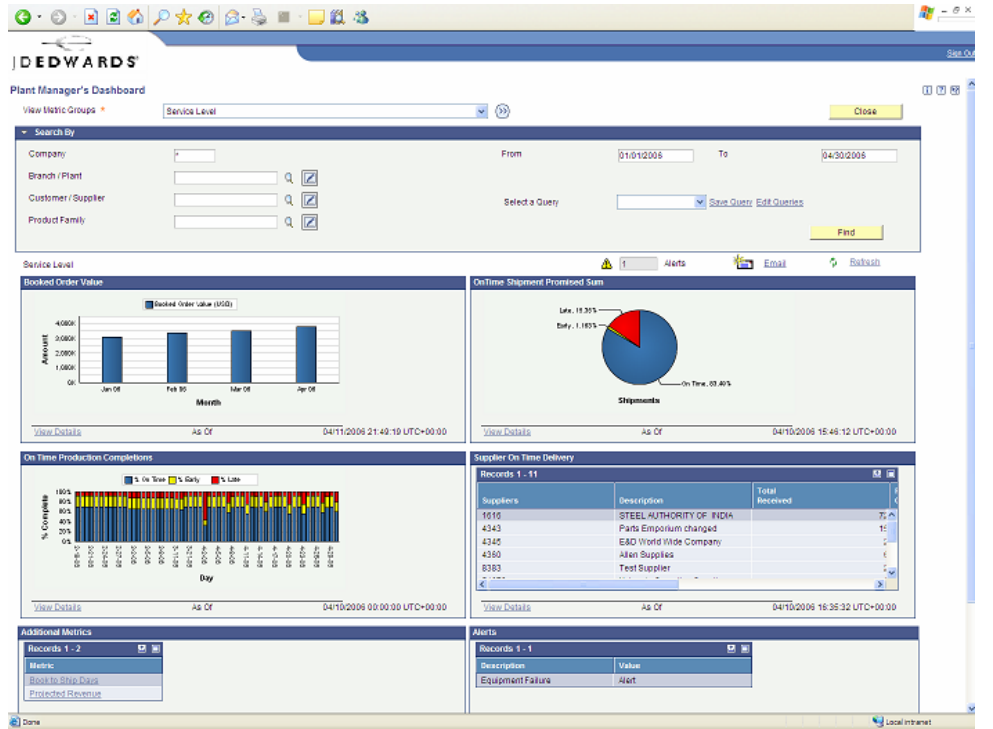 JDEDWARDS
Sign Out
Plant Manager's Dashboard
View Metric Groups *
Service Level
Close
Search By
Company
*
From
01/01/2006
To
04/30/2006
Branch / Plant
Customer / Supplier
Select a Query
Save Query Edit Queries
Product Family
Find
Service Level
1 Alerts
Email
Refresh
Booked Order Value
Booked Order Value (USD)
4,000K
3,000K
2,000K
1,000K
0K
Amount
Jan 06 Feb 06 Mar 06 Apr 06
Month
View Details As Of 04/11/2006 21:49:19 UTC+00:00
OnTime Shipment Promised Sum
Early, 1.163%
Shipments
View Details As Of 04/10/2006 15:46:12 UTC+00:00
On Time Production Completions
% On Time % Early % Late
100%
80%
60%
40%
20%
0%
% Complete
Day
View Details As Of 04/10/2006 00:00:00 UTC+00:00
Supplier On Time Delivery
Records 1 - 11
Suppliers Description Total Received
1616 STEEL AUTHORITY OF INDIA
4343 Parts Emporium changed
4345 E&D World Wide Company
4360 Allen Supplies
8383 Test Supplier
View Details As Of 04/10/2006 16:35:32 UTC+00:00
Additional Metrics
Records 1 - 2
Metric
Book to Ship Days
Projected Revenue
Alerts
Records 1 - 1
Description Value
Equipment Failure Alert
Done
Local intranet